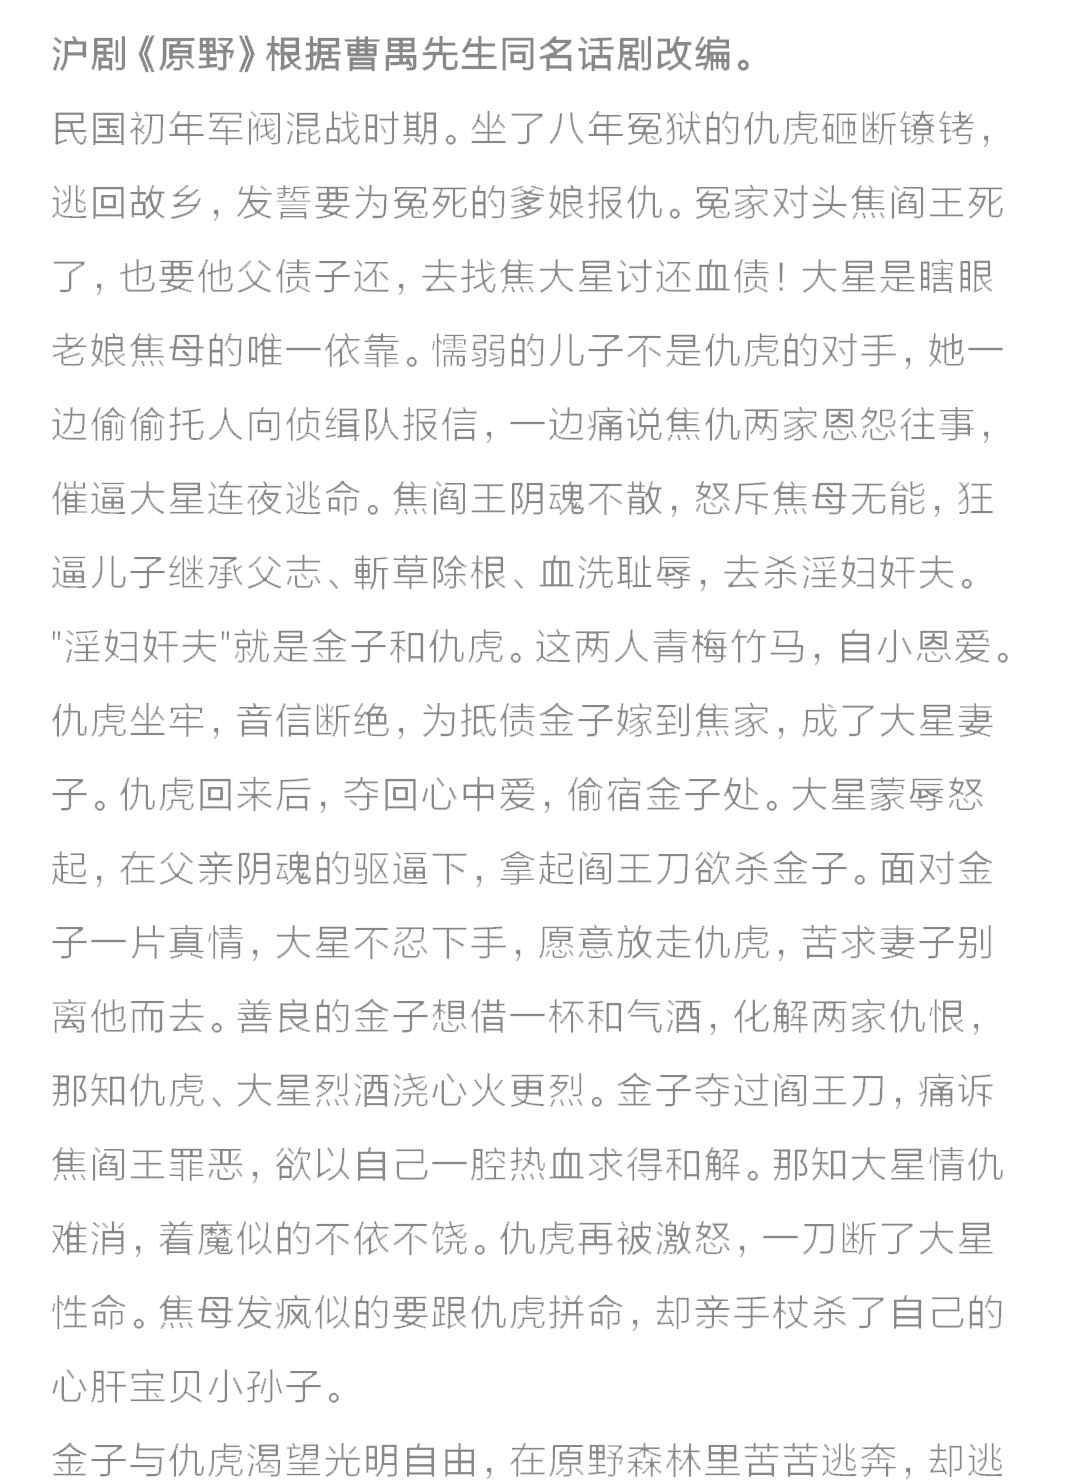 沪剧《原野》根据曹禺先生同名话剧改编。
民国初年军阀混战时期。坐了八年冤狱的仇虎砸断镣铐，
逃回故乡，发誓要为冤死的爹娘报仇。冤家对头焦阎王死
了，也要他父债子还，去找焦大星讨还血债！大星是瞎眼
老娘焦母的唯一依靠。懦弱的儿子不是仇虎的对手，她一
边偷偷托人向侦缉队报信，一边痛说焦仇两家恩怨往事，
催逼大星连夜逃命。焦阎王阴魂不散，怒斥焦母无能，狂
逼儿子继承父志、斬草除根、血洗耻辱，去杀淫妇奸夫。
"淫妇奸夫"就是金子和仇虎。这两人青梅竹马，自小恩爱。
仇虎坐牢，音信断绝，为抵债金子嫁到焦家，成了大星妻
子。仇虎回来后，夺回心中爱，偷宿金子处。大星蒙辱怒
起，在父亲阴魂的驱逼下，拿起阎王刀欲杀金子。面对金
子一片真情，大星不忍下手，愿意放走仇虎，苦求妻子别
离他而去。善良的金子想借一杯和气酒，化解两家仇恨，
那知仇虎、大星烈酒浇心火更烈。金子夺过阎王刀，痛诉
焦阎王罪恶，欲以自己一腔热血求得和解。那知大星情仇
难消，着魔似的不依不饶。仇虎再被激怒，一刀断了大星
性命。焦母发疯似的要跟仇虎拼命，却亲手杖杀了自己的
心肝宝贝小孙子。
金子与仇虎渴望光明自由，在原野森林里苦苦逃奔，却逃